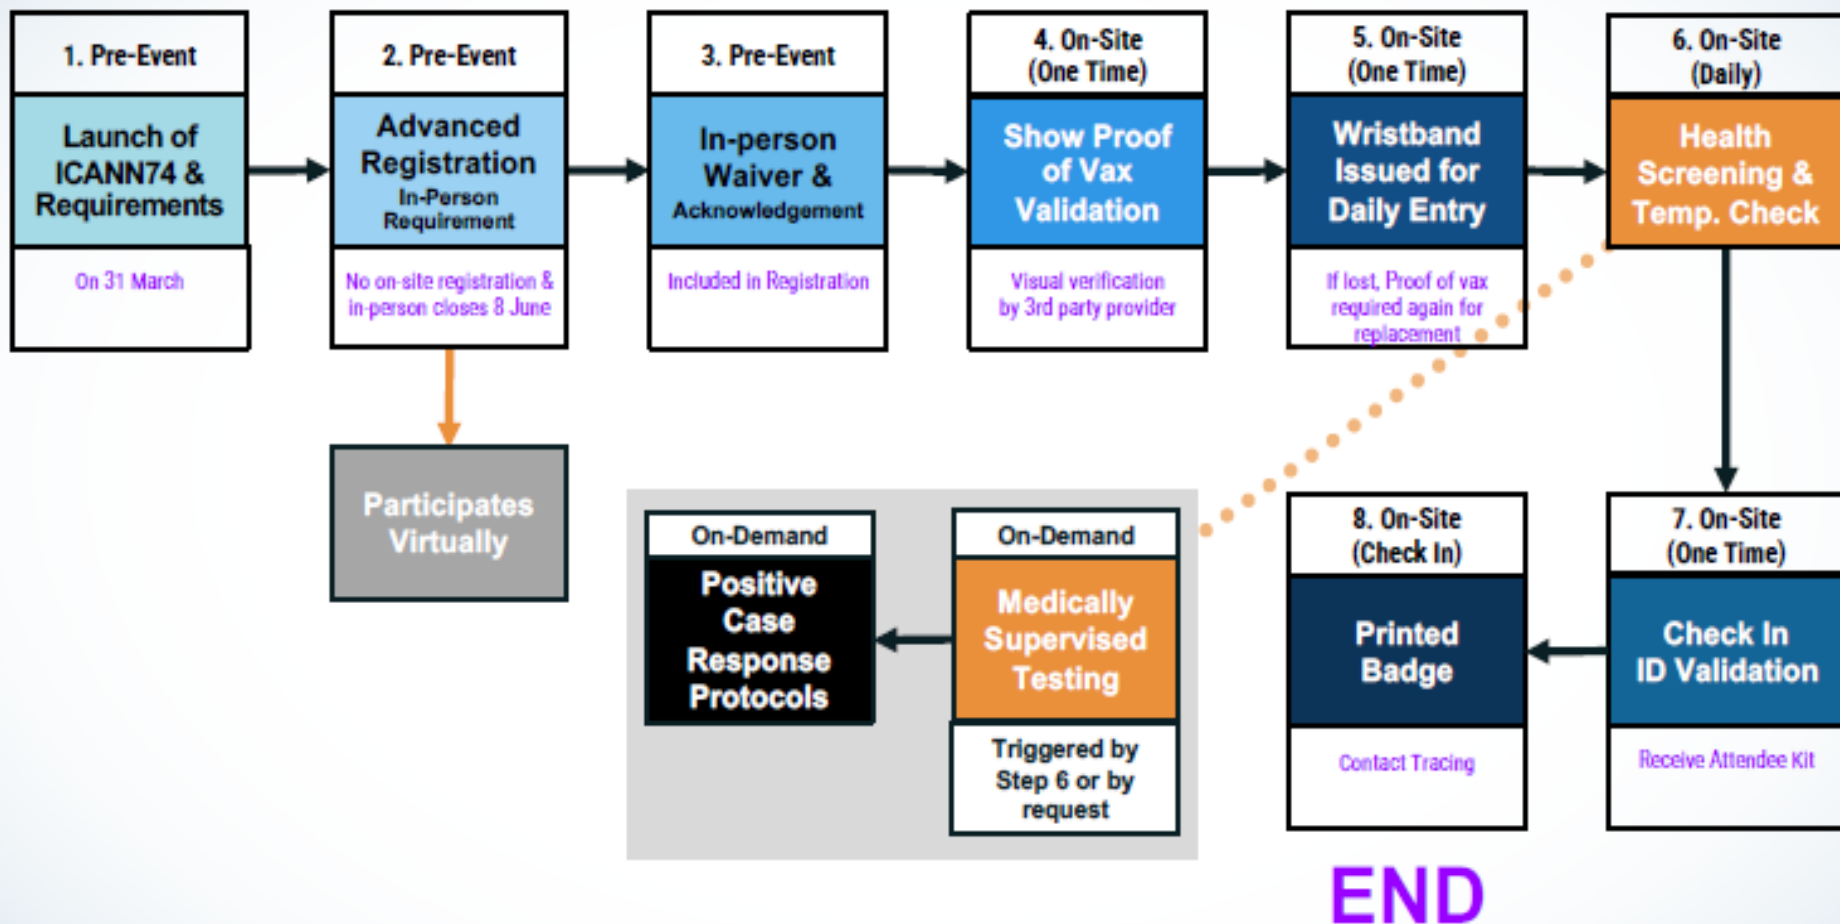 1. Pre-Event
Launch of
ICANN74 &
Requirements
On 31 March
2. Pre-Event
Advanced
Registration
In-Person
Requirement
No on-site registration &
in-person closes 8 June
Participates
Virtually
3. Pre-Event
In-person
Waiver &
Acknowledgement
Included in Registration
4. On-Site
(One Time)
Show Proof
of Vax
Validation
Visual verification
by 3rd party provider
5. On-Site
(One Time)
Wristband
Issued for
Daily Entry
If lost, Proof of vax
required again for
replacement
6. On-Site
(Daily)
Health
Screening &
Temp. Check
On-Demand
Positive
Case
Response
Protocols
On-Demand
Medically
Supervised
Testing
Triggered by
Step 6 or by
request
8. On-Site
(Check In)
Printed
Badge
Contact Tracing
7. On-Site
(One Time)
Check In
ID Validation
Receive Attendee Kit
END